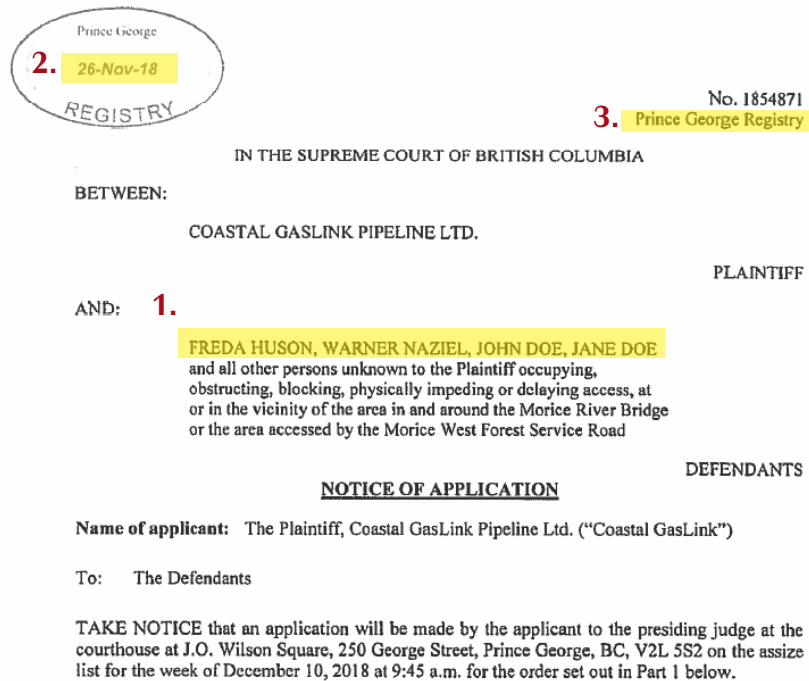 Prince George
2. 26-Nov-18
REGISTRY
No. 1854871
3. Prince George Registry
IN THE SUPREME COURT OF BRITISH COLUMBIA
BETWEEN:
COASTAL GASLINK PIPELINE LTD.
PLAINTIFF
AND: 1.
FREDA HUSON, WARNER NAZIEL, JOHN DOE, JANE DOE
and all other persons unknown to the Plaintiff occupying,
obstructing, blocking, physically impeding or delaying access, at
or in the vicinity of the area in and around the Morice River Bridge
or the area accessed by the Morice West Forest Service Road
DEFENDANTS
NOTICE OF APPLICATION
Name of applicant: The Plaintiff, Coastal GasLink Pipeline Ltd. (“Coastal GasLink”)
To: The Defendants
TAKE NOTICE that an application will be made by the applicant to the presiding judge at the
courthouse at J.O. Wilson Square, 250 George Street, Prince George, BC, V2L 5S2 on the assize
list for the week of December 10, 2018 at 9:45 a.m. for the order set out in Part 1 below.